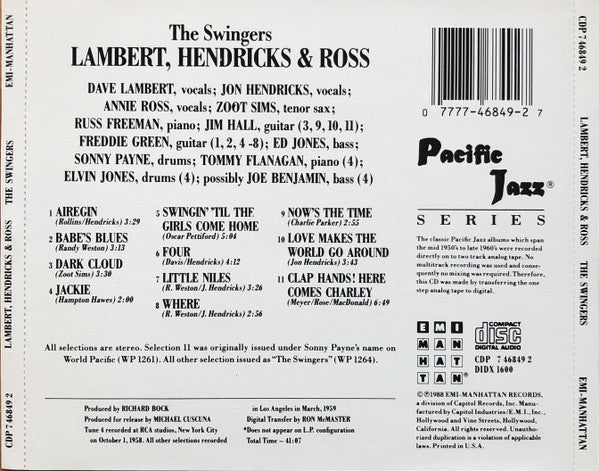 EMI-MANHATTAN
THE SWINGERS
LAMBERT, HENDRICKS & ROSS
CDP 7 46849 2
The Swingers
LAMBERT, HENDRICKS & ROSS
DAVE LAMBERT, vocals; JON HENDRICKS, vocals;
ANNIE ROSS, vocals; ZOOT SIMS, tenor sax;
RUSS FREEMAN, piano; JIM HALL, guitar (3, 9, 10, 11);
FREDDIE GREEN, guitar (1, 2, 4 -8); ED JONES, bass;
SONNY PAYNE, drums; TOMMY FLANAGAN, piano (4);
ELVIN JONES, drums (4); possibly JOE BENJAMIN, bass (4)
1 AIREGIN
(Rollins/Hendricks) 3:29
2 BABE'S BLUES
(Randy Weston) 3:13
3 DARK CLOUD
(Zoot Sims) 3:30
4 JACKIE
(Hampton Hawes) 2:00
5 SWINGIN' 'TIL THE
GIRLS COME HOME
(Oscar Pettiford) 5:04
6 FOUR
(Davis/Hendricks) 4:12
7 LITTLE NILES
(R. Weston/J. Hendricks) 3:26
8 WHERE
(R. Weston/J. Hendricks) 2:56
9 NOW'S THE TIME
(Charlie Parker) 2:55
10 LOVE MAKES THE
WORLD GO AROUND
(Jon Hendricks) 3:43
11 CLAP HANDS! HERE
COMES CHARLEY
(Meyer/Rose/MacDonald) 6:49
All selections are stereo. Selection 11 was originally issued under Sonny Payne's name on
World Pacific (WP 1261). All other selection issued as "The Swingers" (WP 1264).
Produced by RICHARD BOCK
Produced for release by MICHAEL CUSCUNA
Tune 4 recorded at RCA studios, New York City
on October 1, 1958. All other selections recorded
in Los Angeles in March, 1959
Digital Transfer by RON McMASTER
*Does not appear on L.P. configuration
Total Time - 41:07
0 7777-46849-2 7
Pacific
Jazz®
SERIES
The classic Pacific Jazz albums which span
the mid 1950's to late 1960's were recorded
directly on to two track analog tape. No
multitrack recording was used and conse-
quently no mixing was required. Therefore,
this CD was made by transferring the one
step analog tape to digital.
EMI
MAN
HAT
TAN®
COMPACT
disc
DIGITAL AUDIO
CDP 7 46849 2
DIDX 1600
©℗1988 EMI-MANHATTAN RECORDS,
a division of Capitol Records, Inc. Manu-
factured by Capitol Industries/E.M.I., Inc.,
Hollywood and Vine Streets, Hollywood,
California. All rights reserved. Unautho-
rized duplication is a violation of applicable
laws. Printed in U.S.A.
CDP 7 46849 2
LAMBERT, HENDRICKS & ROSS
THE SWINGERS
EMI-MANHATTAN